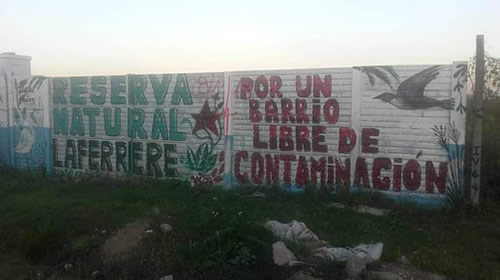 RESERVA
NATURAL
LAFERRERE
POR UN
BARRIO
LIBRE DE
CONTAMINACIÓN